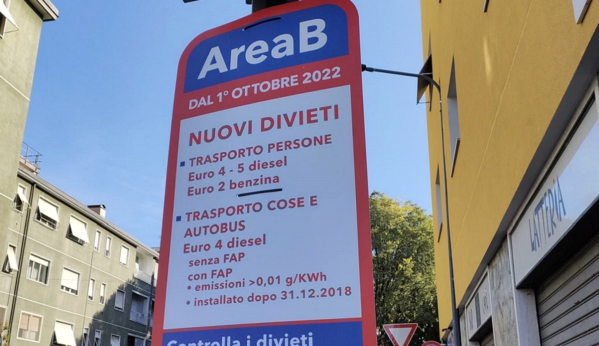 AreaB
DAL 1° OTTOBRE 2022
NUOVI DIVIETI
▪ TRASPORTO PERSONE
Euro 4 - 5 diesel
Euro 2 benzina
▪ TRASPORTO COSE E
AUTOBUS
Euro 4 diesel
senza FAP
con FAP
• emissioni >0,01 g/KWh
• installato dopo 31.12.2018
Controlla i divieti
LATTERIA